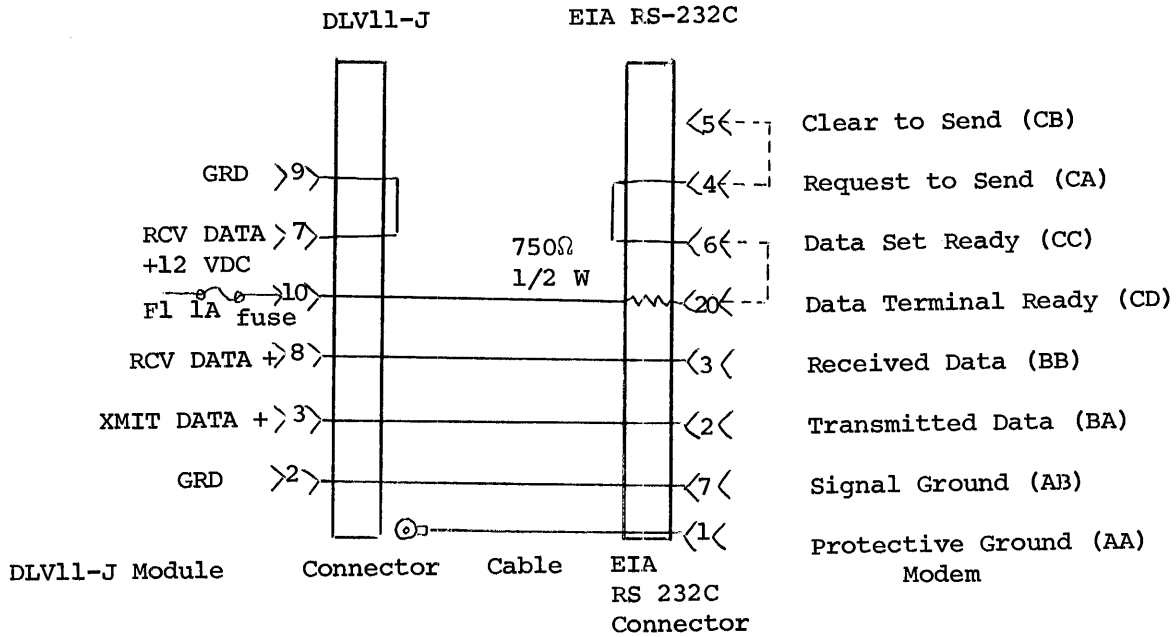 DLV11-J EIA RS-232C
5 Clear to Send (CB)
GRD 9 4 Request to Send (CA)
RCV DATA 7 750Ω 6 Data Set Ready (CC)
+12 VDC 1/2 W
10 20 Data Terminal Ready (CD)
F1 1A fuse
RCV DATA + 8 3 Received Data (BB)
XMIT DATA + 3 2 Transmitted Data (BA)
GRD 2 7 Signal Ground (AB)
1 Protective Ground (AA)
DLV11-J Module Connector Cable EIA Modem
RS 232C
Connector